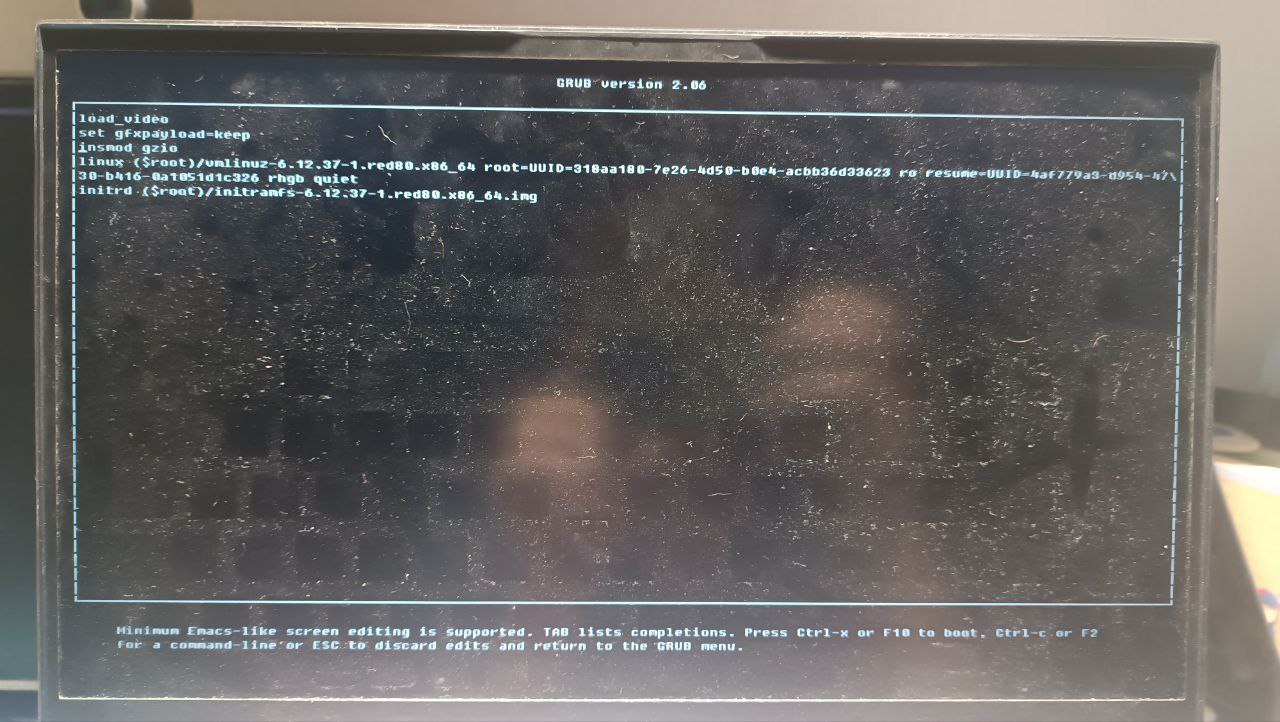 GRUB version 2.06
load_video
set gfxpayload=keep
insmod gzio
linux ($root)/vmlinuz-6.12.37-1.red80.x86_64 root=UUID=318aa180-7e26-4d50-b0e4-acbb36d33623 ro resume=UUID=4af779a3-d954-47\
30-b416-0a1051d1c326 rhgb quiet
initrd ($root)/initramfs-6.12.37-1.red80.x86_64.img
Minimum Emacs-like screen editing is supported. TAB lists completions. Press Ctrl-x or F10 to boot, Ctrl-c or F2
for a command-line or ESC to discard edits and return to the GRUB menu.